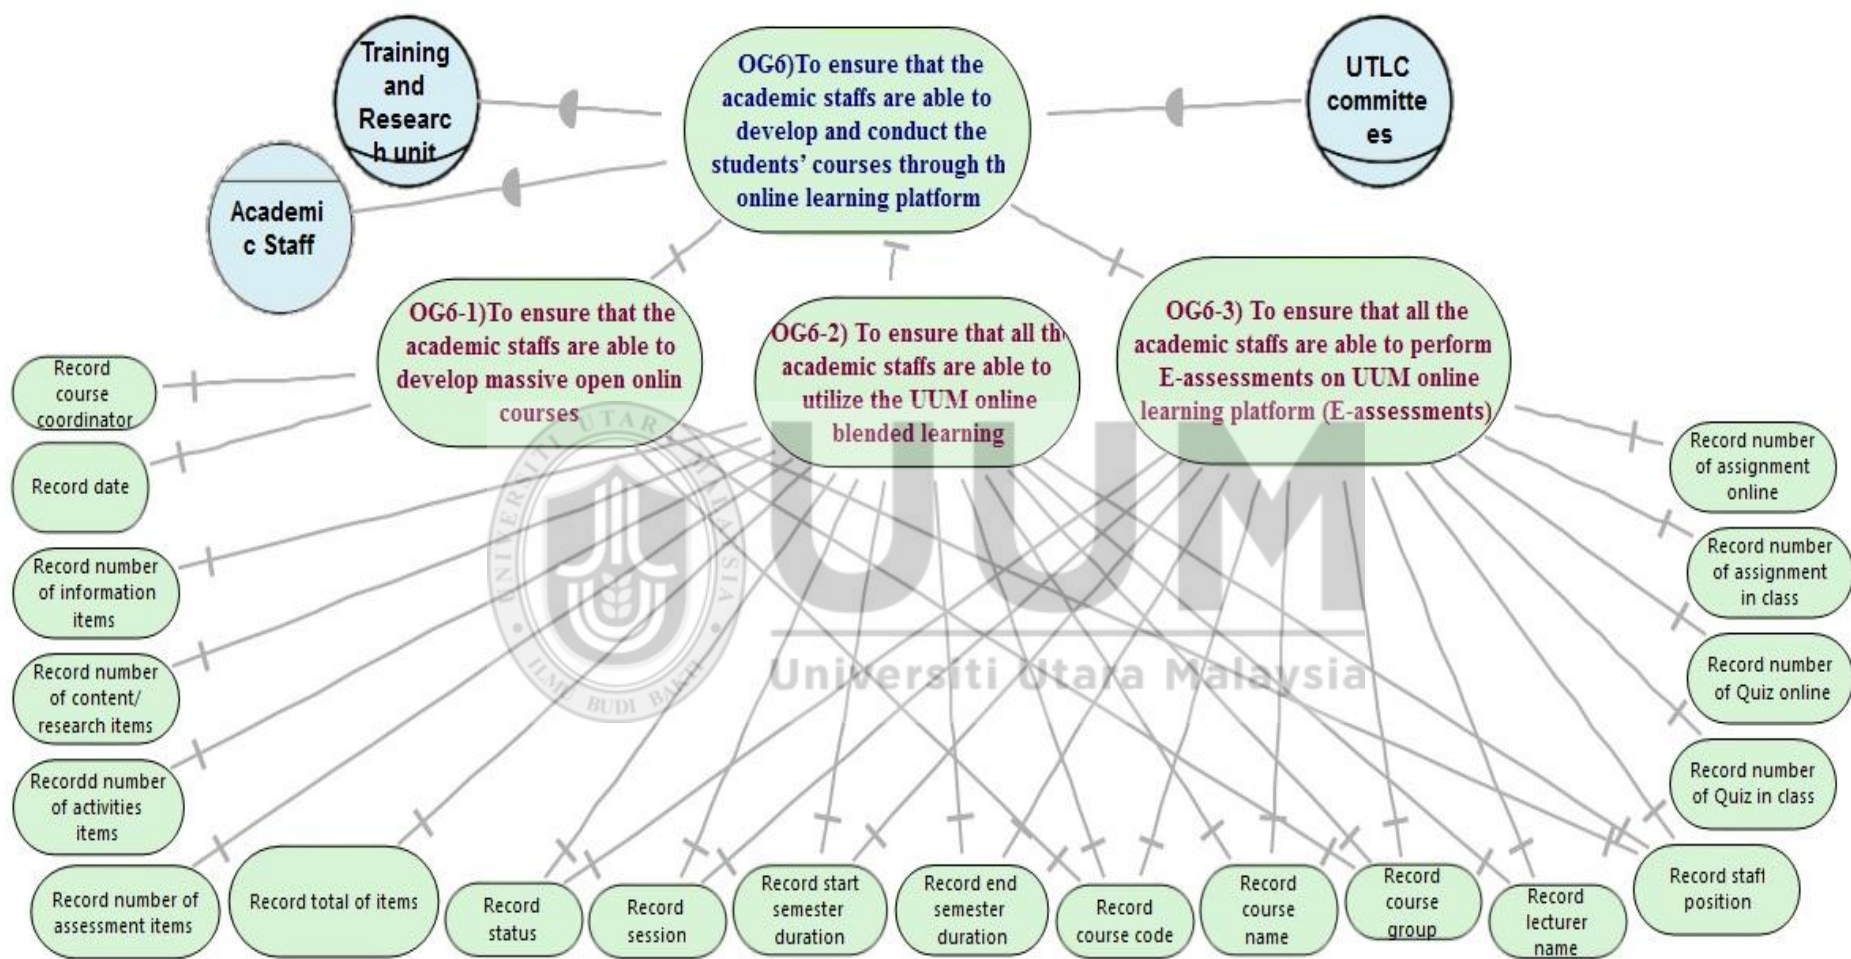 Training
and
Researc
h unit
OG6)To ensure that the
academic staffs are able to
develop and conduct the
students' courses through th
online learning platform
UTLC
committe
es
Academi
c Staff
OG6-1)To ensure that the
academic staffs are able to
develop massive open onlin
courses
OG6-2) To ensure that all th
academic staffs are able to
utilize the UUM online
blended learning
OG6-3) To ensure that all the
academic staffs are able to perform
E-assessments on UUM online
learning platform (E-assessments)
Record
course
coordinator
Record date
Record number
of information
items
Record number
of content/
research items
Recordd number
of activities
items
Record number of
assessment items
Record total of items
Record
status
Record
session
Record start
semester
duration
Record end
semester
duration
Record
course code
Record
course
name
Record
course
group
Record
lecturer
name
Record staff
position
Record number
of assignment
online
Record number
of assignment
in class
Record number
of Quiz online
Record number
of Quiz in class
UNIVERSITI UTARA MALAYSIA
ILMU BUDI BAKTI
UUM
Universiti Utara Malaysia